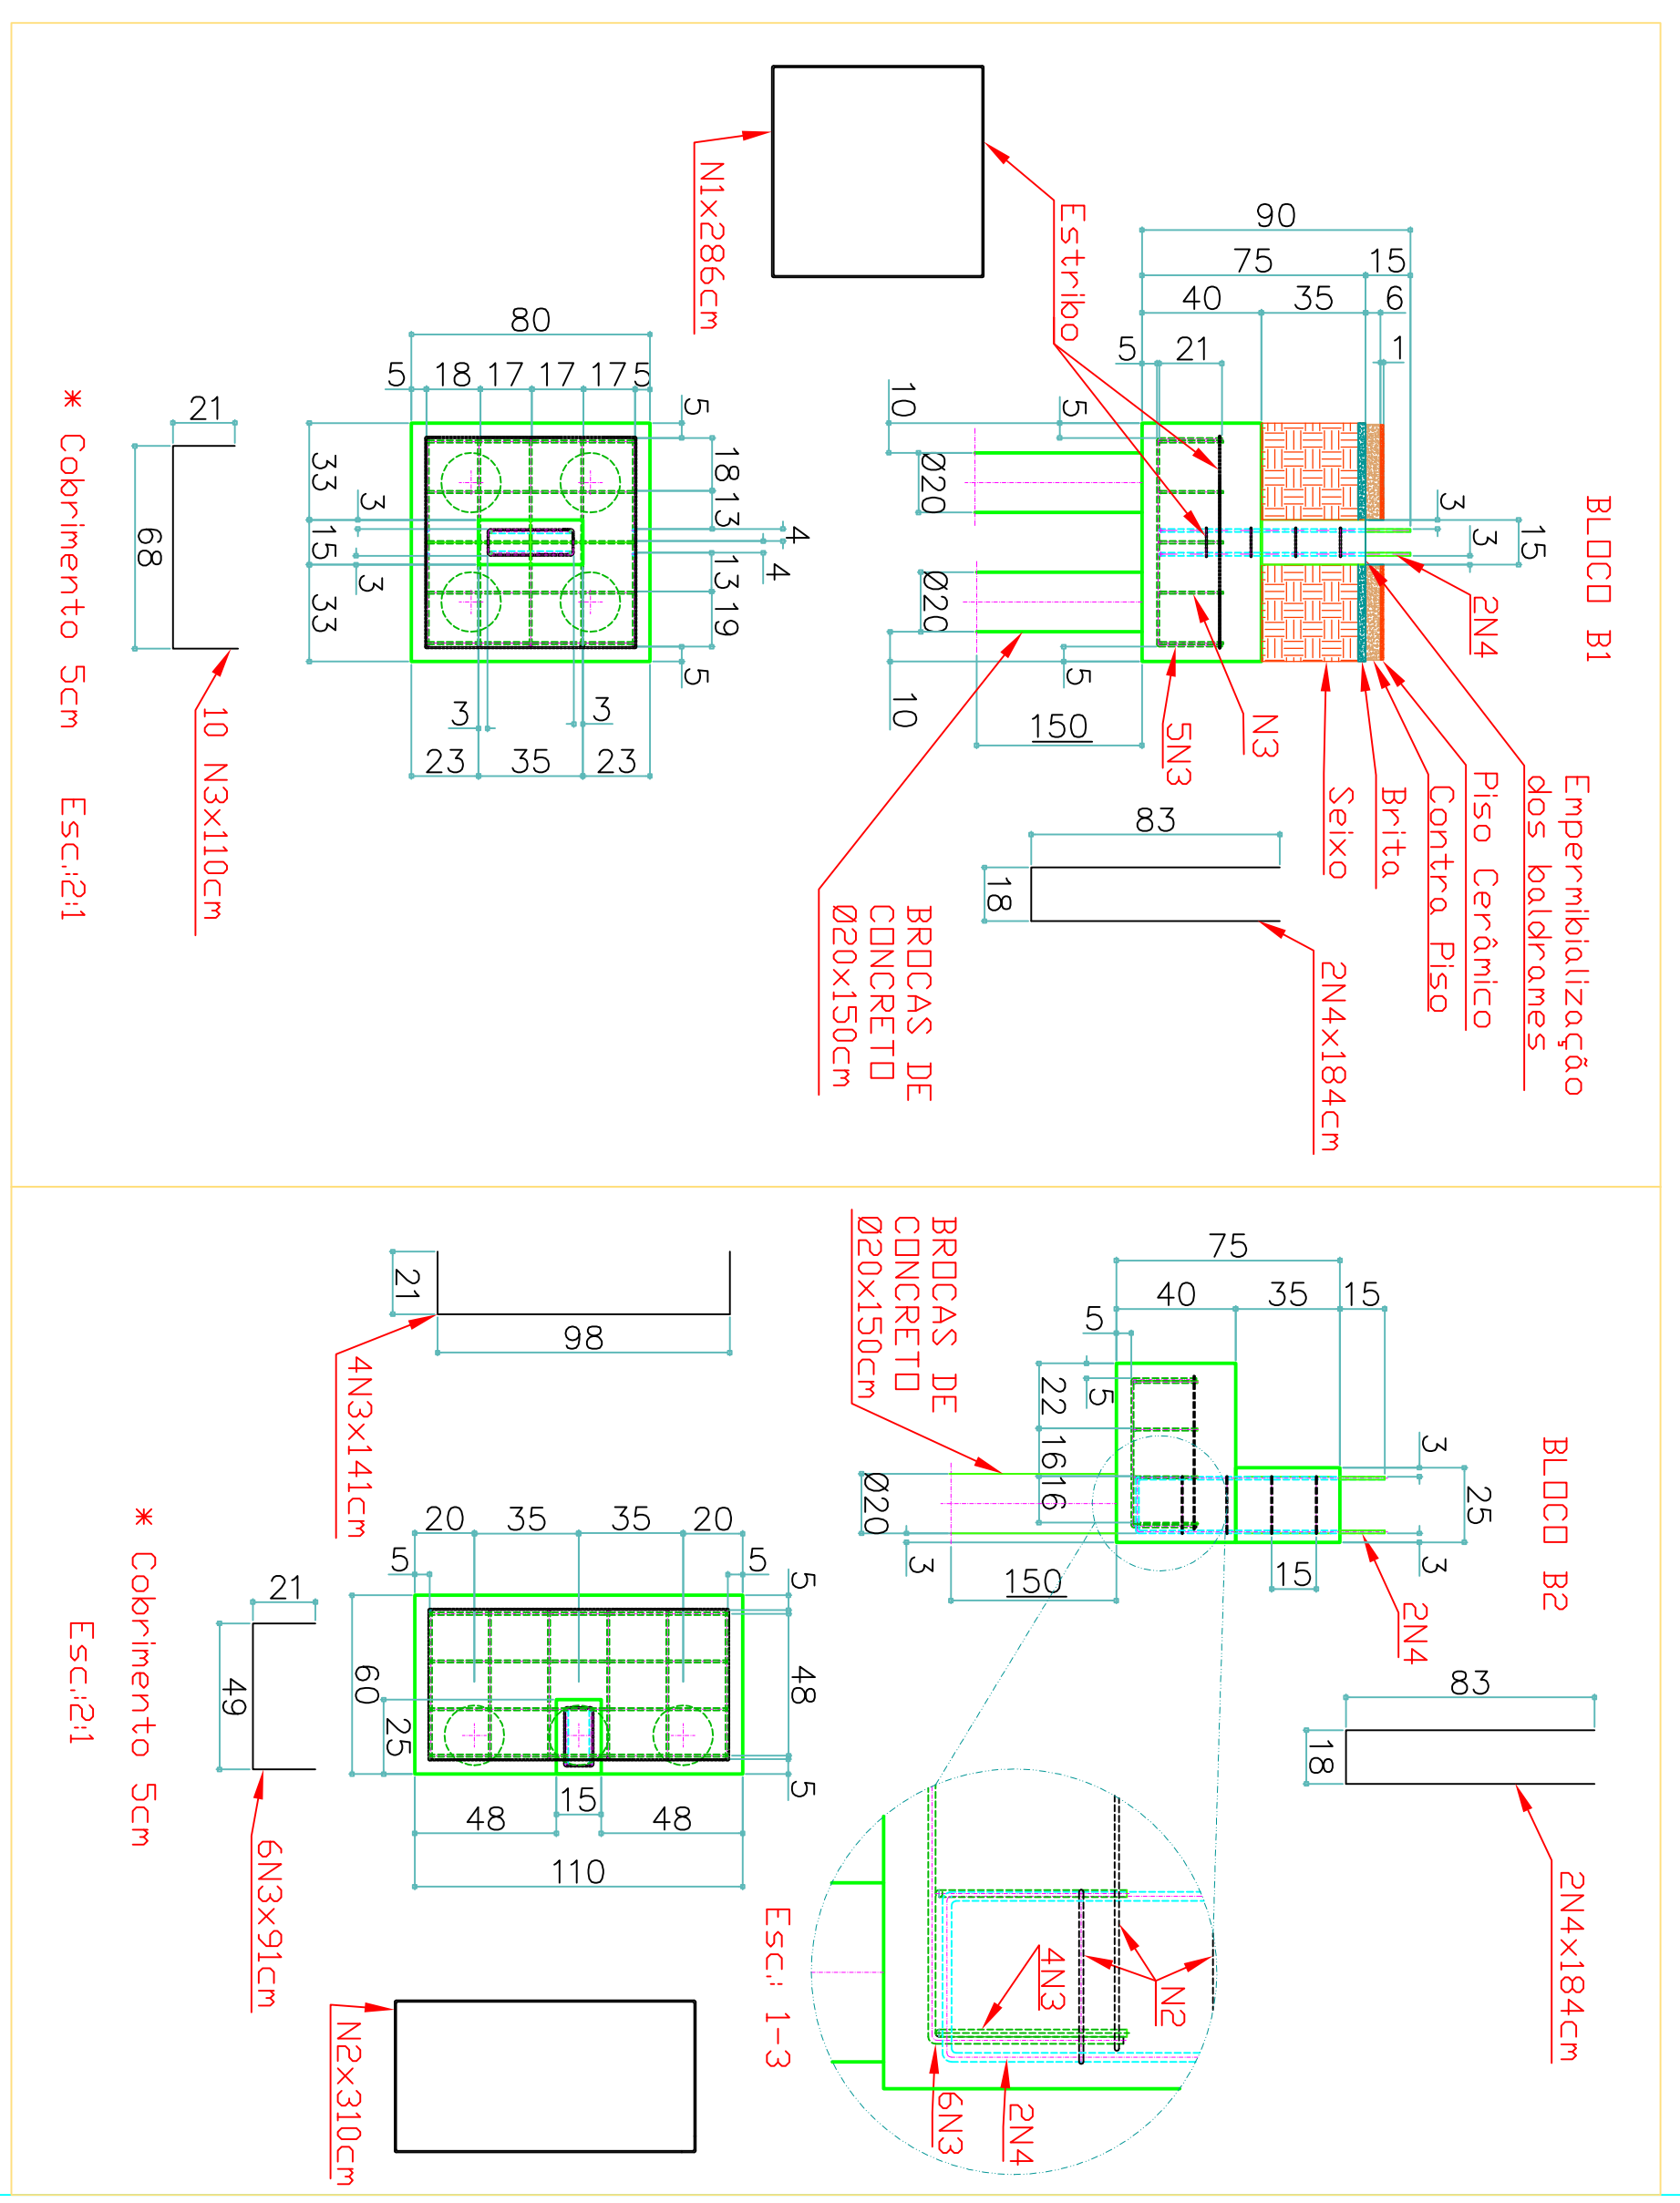 BLOCO B1
90
75
15
40
35
6
1
5
21
Estribo
N1x286cm
10
5
Ø20
Ø20
5
10
150
3
3
15
2N4
N3
5N3
Empermibialização
dos baldrames
Piso Cerâmico
Contra Piso
Brita
Seixo
83
18
2N4x184cm
BROCAS DE
CONCRETO
Ø20x150cm
80
5
18
17
17
17
5
5
18
13
4
4
13
19
5
33
15
33
3
3
3
3
23
35
23
21
68
10 N3x110cm
* Cobrimento 5cm
Esc.:2:1
BLOCO B2
75
40
35
15
5
22
5
16
16
3
25
3
15
Ø20
3
150
2N4
BROCAS DE
CONCRETO
Ø20x150cm
83
18
2N4x184cm
21
98
4N3x141cm
20
35
35
20
5
5
5
48
5
60
25
48
15
48
110
21
49
6N3x91cm
N2x310cm
Esc.: 1-3
N2
4N3
6N3
2N4
* Cobrimento 5cm
Esc.:2:1